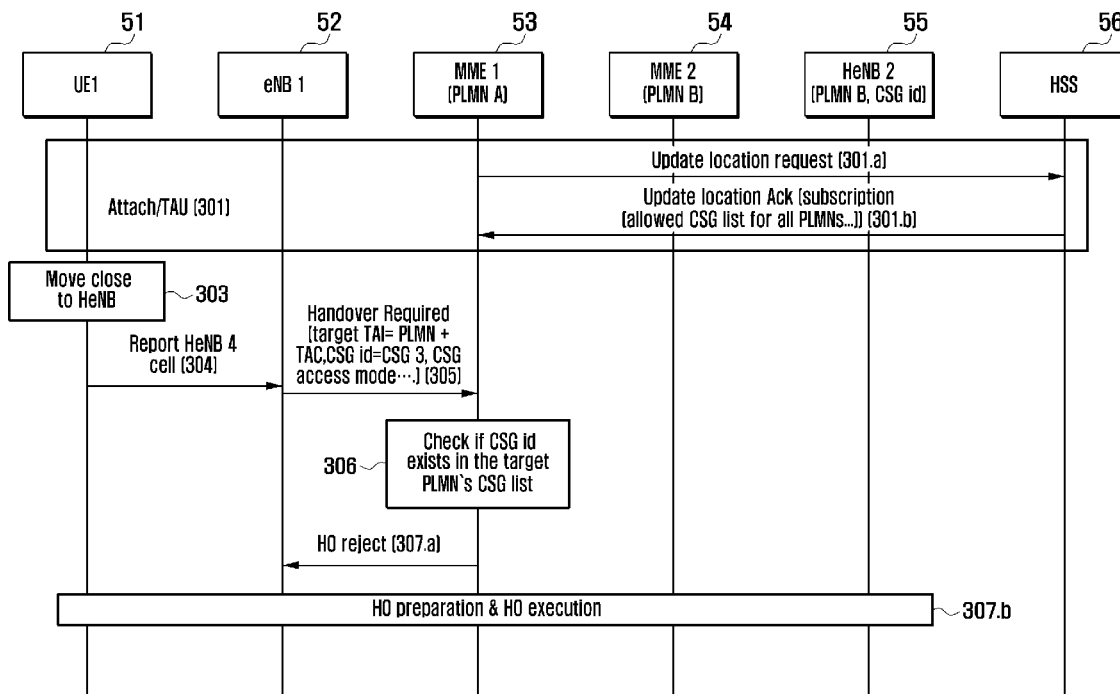 51
52
53
54
55
56
UE1
eNB 1
MME 1
(PLMN A)
MME 2
(PLMN B)
HeNB 2
(PLMN B, CSG id)
HSS
Update location request (301.a)
Attach/TAU (301)
Update location Ack (subscription
(allowed CSG list for all PLMNs...)) (301.b)
Move close
to HeNB
303
Report HeNB 4
cell (304)
Handover Required
(target TAI= PLMN +
TAC,CSG id=CSG 3, CSG
access mode….) (305)
306
Check if CSG id
exists in the target
PLMN`s CSG list
HO reject (307.a)
HO preparation & HO execution
307.b